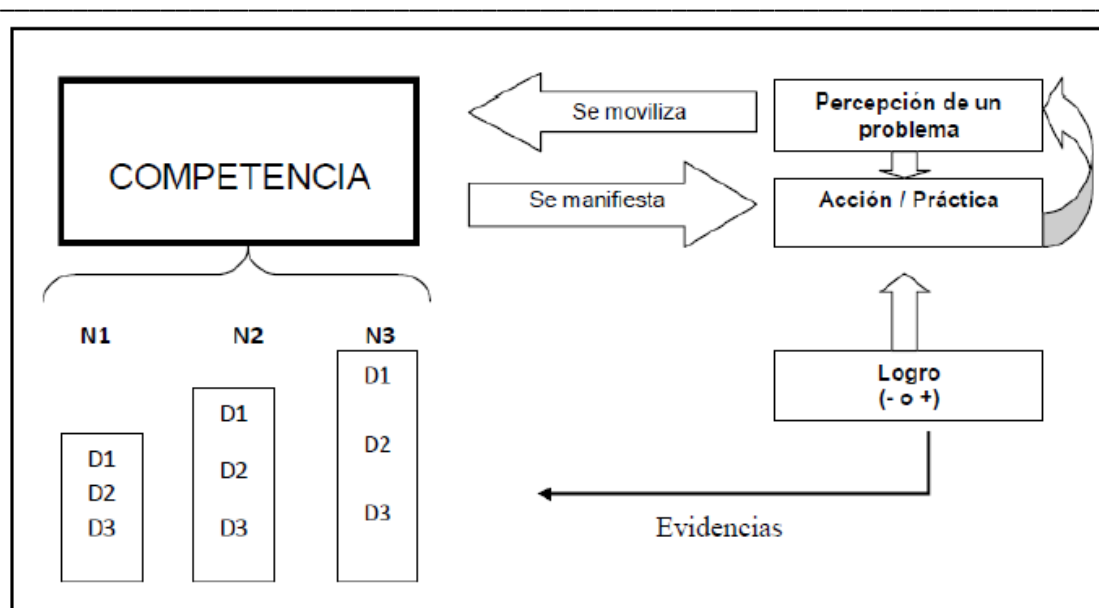 COMPETENCIA
Se moviliza
Se manifiesta
Percepción de un
problema
Acción / Práctica
Logro
(- o +)
Evidencias
N1
D1
D2
D3
N2
D1
D2
D3
N3
D1
D2
D3